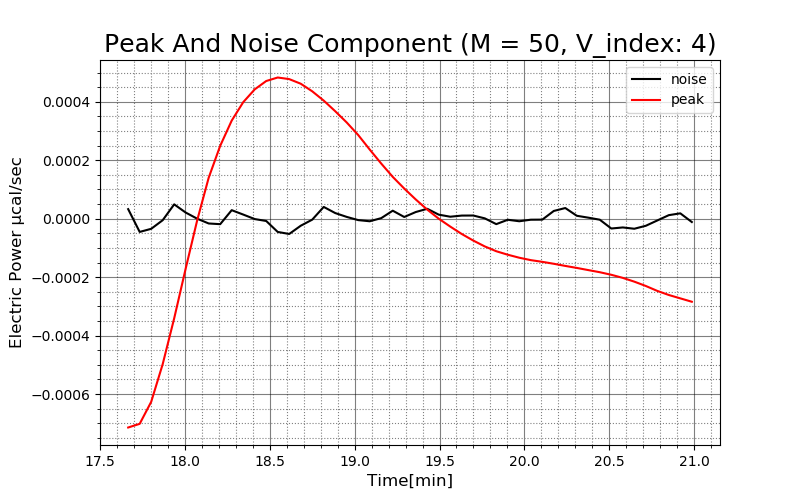 Peak And Noise Component (M = 50, V_index: 4)
noise
peak
0.0004
0.0002
0.0000
−0.0002
−0.0004
−0.0006
Electric Power μcal/sec
17.5 18.0 18.5 19.0 19.5 20.0 20.5 21.0
Time[min]